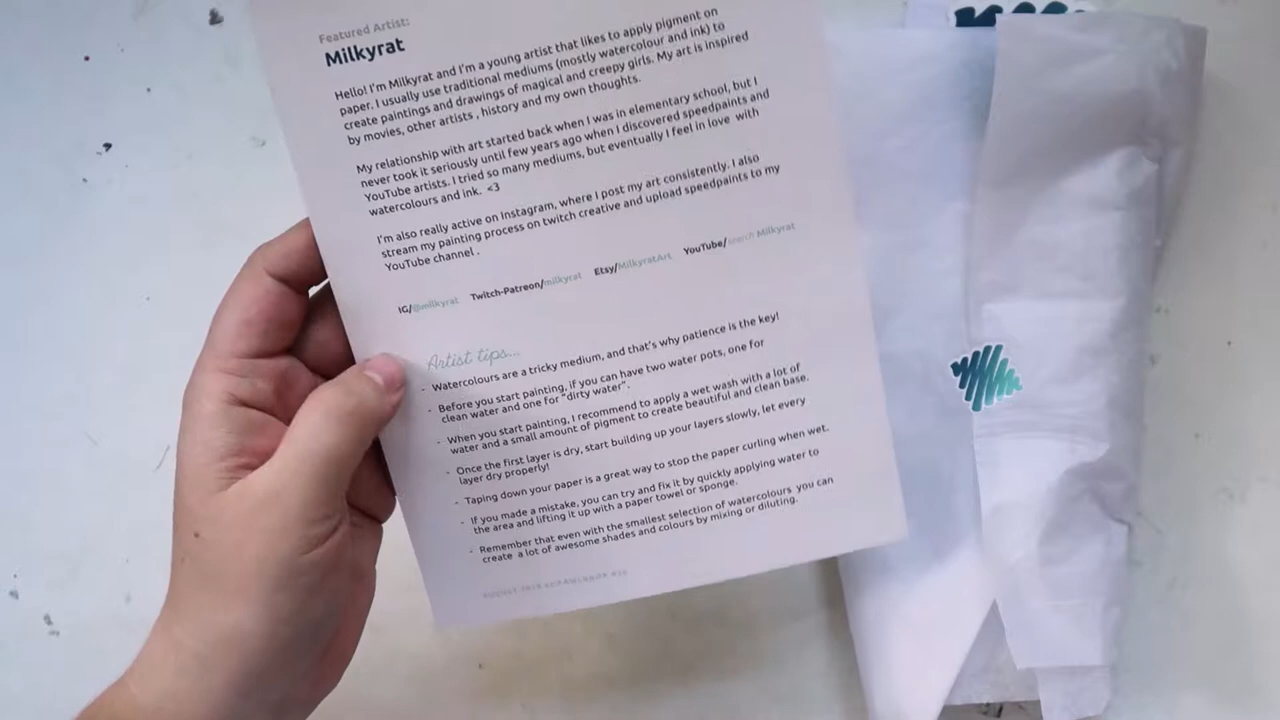 Featured Artist:
Milkyrat
Hello! I'm Milkyrat and I'm a young artist that likes to apply pigment on
paper. I usually use traditional mediums (mostly watercolour and ink) to
create paintings and drawings of magical and creepy girls. My art is inspired
by movies, other artists , history and my own thoughts.
My relationship with art started back when I was in elementary school, but I
never took it seriously until few years ago when I discovered speedpaints and
YouTube artists. I tried so many mediums, but eventually I feel in love with
watercolours and ink. <3
I'm also really active on Instagram, where I post my art consistently. I also
stream my painting process on twitch creative and upload speedpaints to my
YouTube channel .
IG/@milkyrat Twitch-Patreon/milkyrat Etsy/MilkyratArt YouTube/search Milkyrat
Artist tips...
- Watercolours are a tricky medium, and that's why patience is the key!
- Before you start painting, if you can have two water pots, one for
clean water and one for "dirty water".
- When you start painting, I recommend to apply a wet wash with a lot of
water and a small amount of pigment to create beautiful and clean base.
- Once the first layer is dry, start building up your layers slowly, let every
layer dry properly!
- Taping down your paper is a great way to stop the paper curling when wet.
- If you made a mistake, you can try and fix it by quickly applying water to
the area and lifting it up with a paper towel or sponge.
- Remember that even with the smallest selection of watercolours you can
create a lot of awesome shades and colours by mixing or diluting.